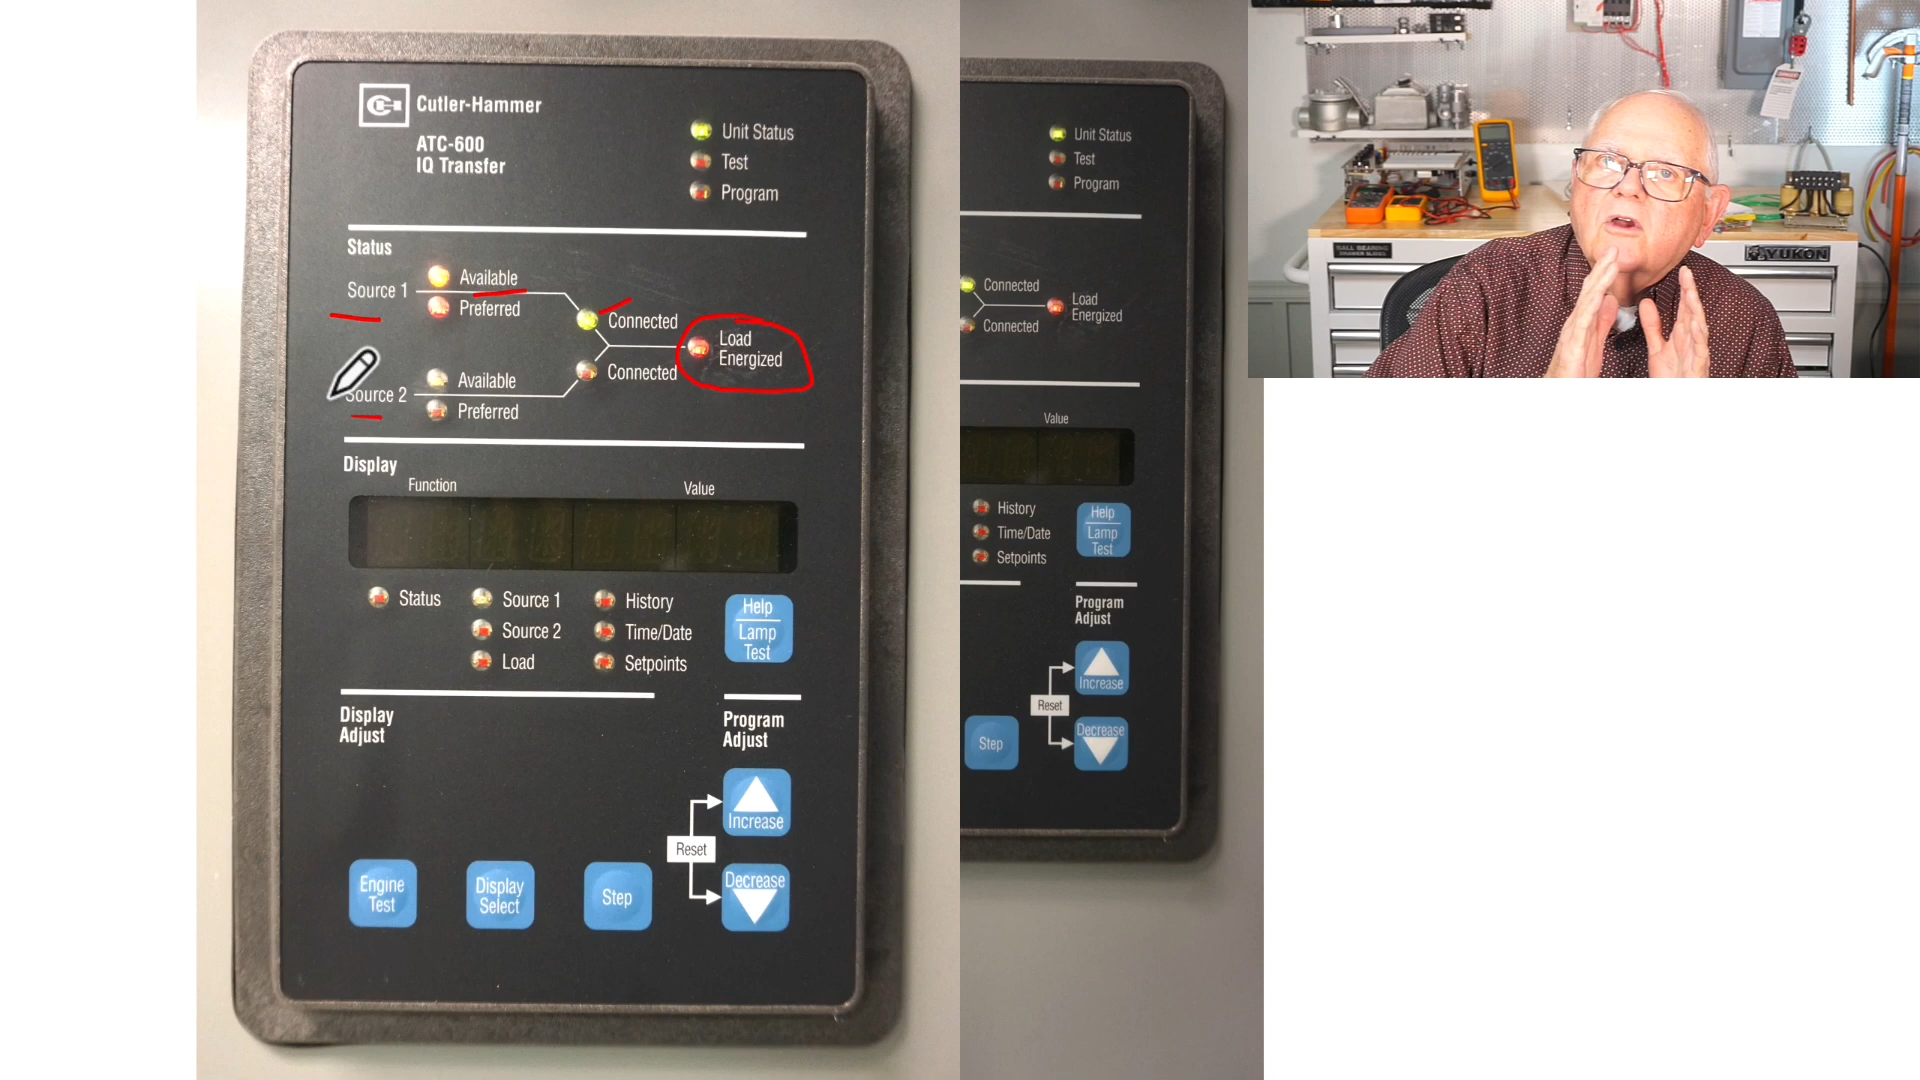 Cutler-Hammer
ATC-600
IQ Transfer
Unit Status
Test
Program
Status
Source 1
Available
Preferred
Connected
Load
Energized
Source 2
Available
Preferred
Connected
Display
Function
Value
Status
Source 1
Source 2
Load
History
Time/Date
Setpoints
Help
Lamp
Test
Display
Adjust
Program
Adjust
Increase
Reset
Decrease
Engine
Test
Display
Select
Step
Unit Status
Test
Program
Connected
Connected
Load
Energized
Value
History
Time/Date
Setpoints
Help
Lamp
Test
Program
Adjust
Increase
Reset
Decrease
Step
BALL BEARING
YUKON